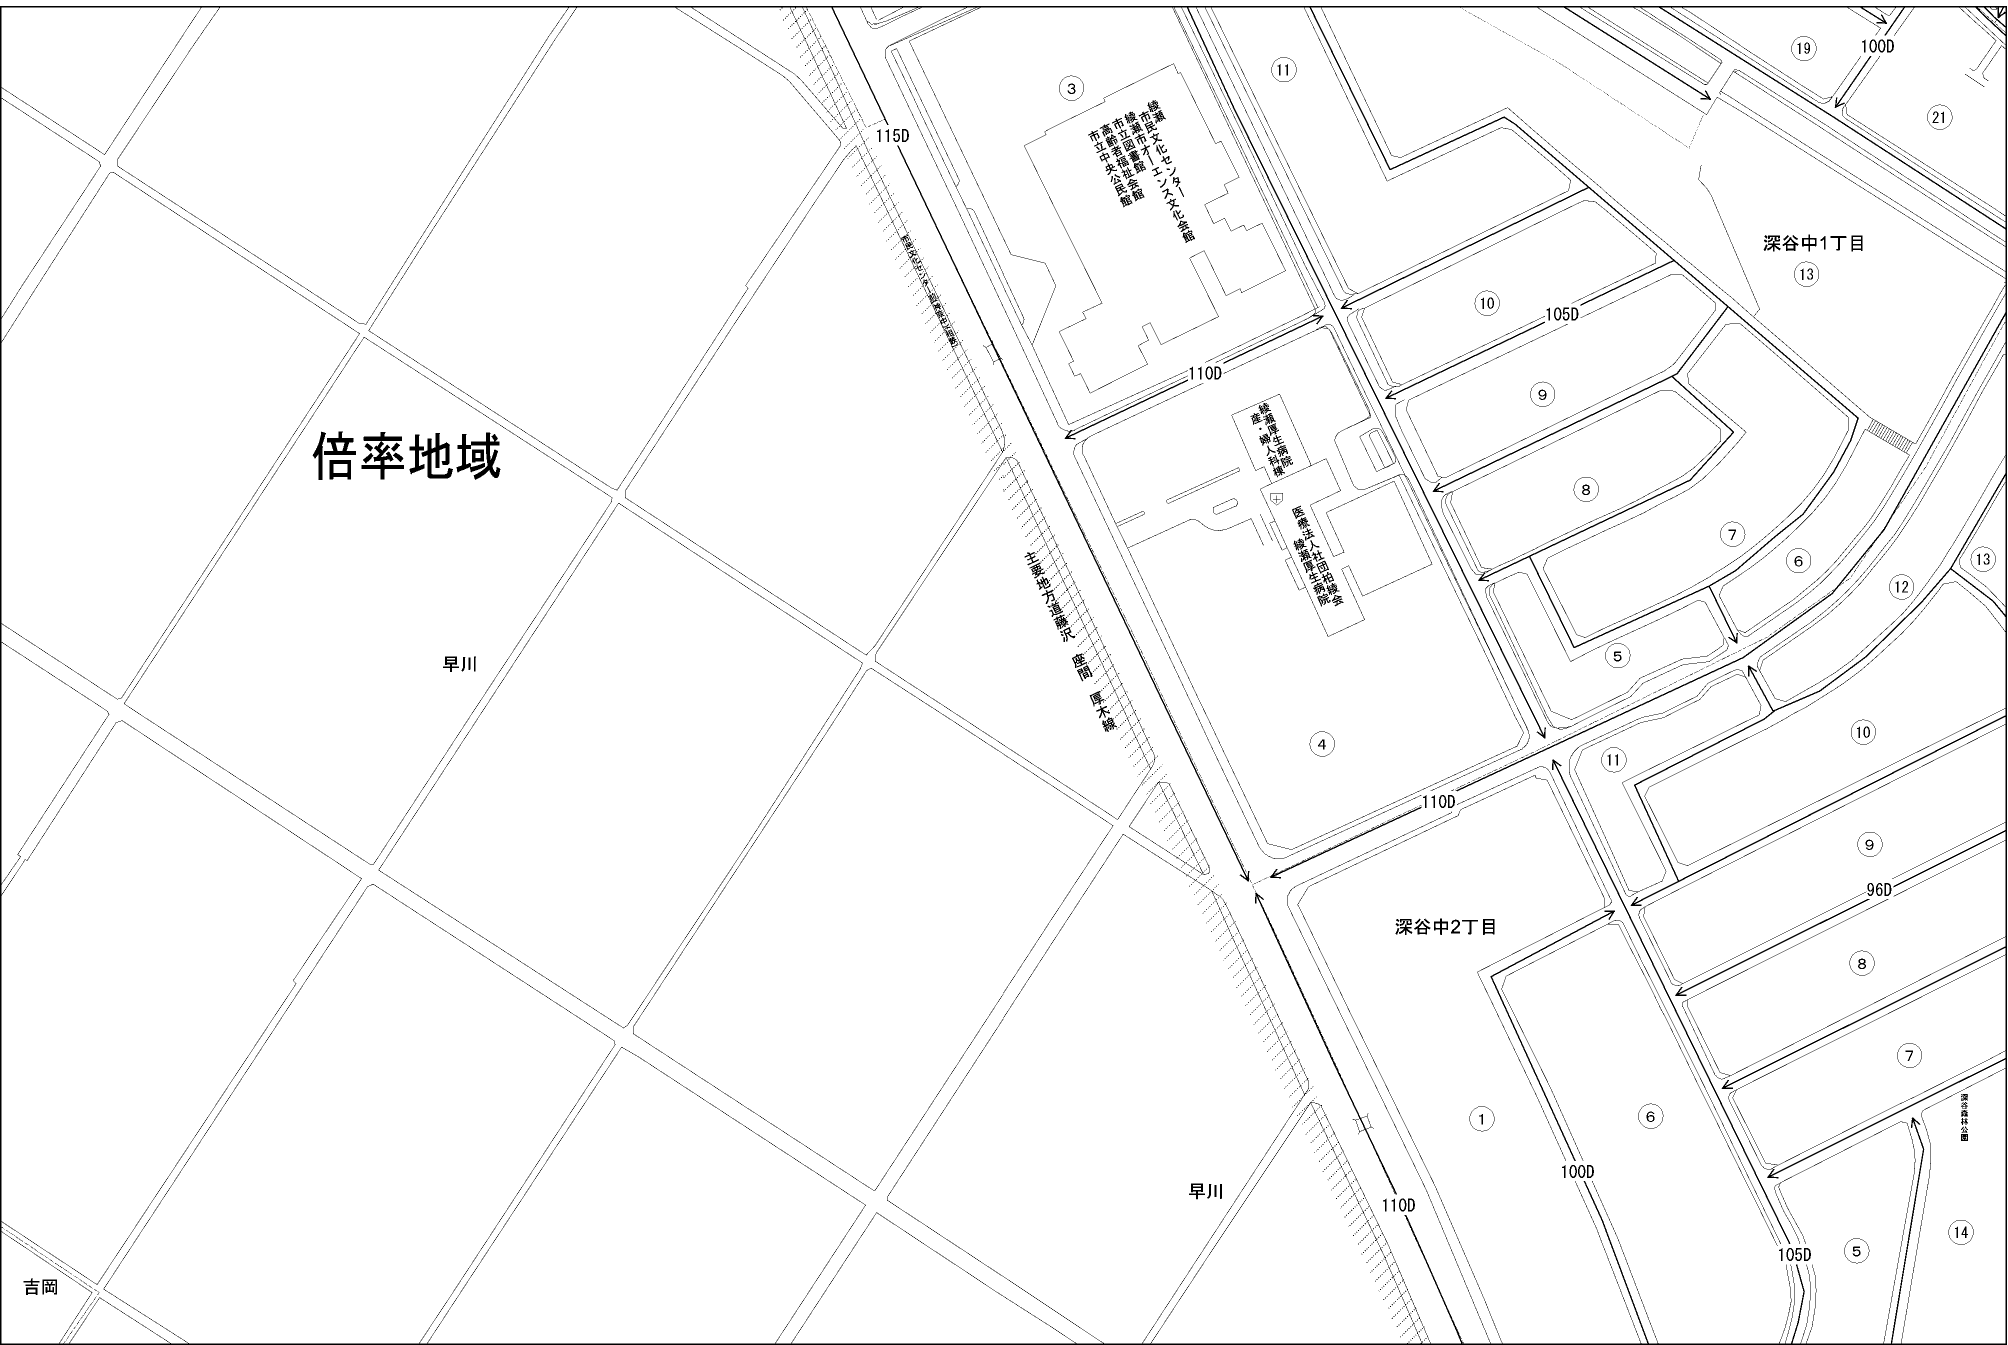 19
100D
11
3
21
115D
綾瀬
市民文化センター
綾瀬市オーエンス文化会館
市立図書館
高齢者福祉会館
市立中央公民館
深谷中1丁目
13
10
105D
110D
9
倍率地域
綾瀬厚生病院
産・婦人科棟
8
医療法人社団柏綾会
綾瀬厚生病院
7
6
13
12
主要地方道藤沢 座間 厚木線
5
早川
4
10
11
110D
9
96D
深谷中2丁目
8
7
深谷森林公園
1
6
100D
早川
110D
14
5
105D
吉岡